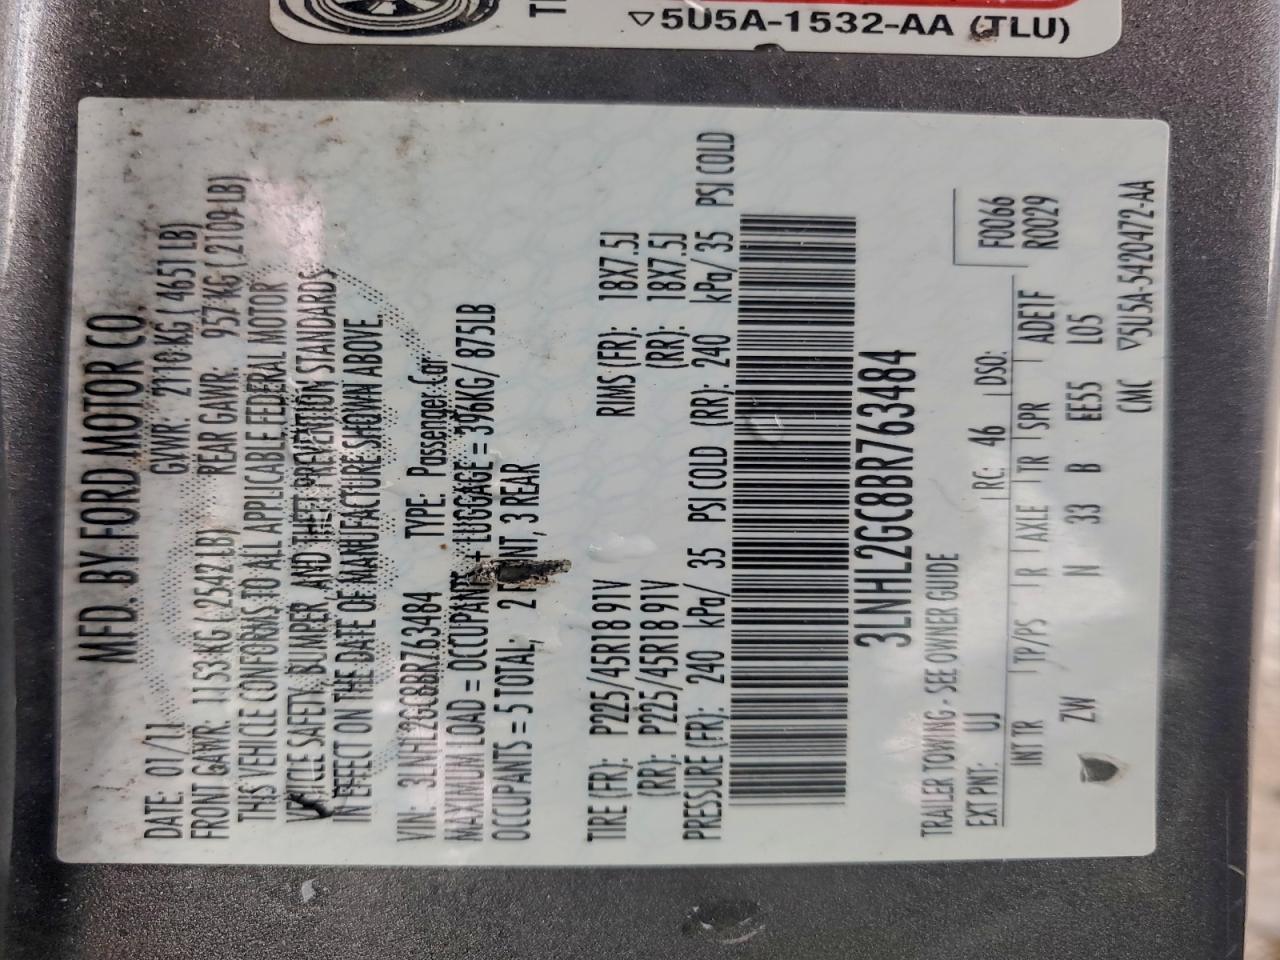 5U5A-1532-AA (TLU)
MFD. BY FORD MOTOR CO.
DATE: 01/11 GVWR: 2110 KG ( 4651 LB)
FRONT GAWR: 1153 KG ( 2542 LB) REAR GAWR: 957 KG ( 2109 LB)
THIS VEHICLE CONFORMS TO ALL APPLICABLE FEDERAL MOTOR
VEHICLE SAFETY, BUMPER, AND THEFT PREVENTION STANDARDS
IN EFFECT ON THE DATE OF MANUFACTURE SHOWN ABOVE.
VIN: 3LNHL2GC8BR763484 TYPE: Passenger Car
MAXIMUM LOAD = OCCUPANTS + LUGGAGE = 396KG/ 875LB
OCCUPANTS = 5 TOTAL; 2 FRONT, 3 REAR
TIRE (FR): P225/45R18 91V RIMS (FR): 18X7.5J
(RR): P225/45R18 91V (RR): 18X7.5J
PRESSURE (FR): 240 kPa/ 35 PSI COLD (RR): 240 kPa/ 35 PSI COLD
3LNHL2GC8BR763484
TRAILER TOWING - SEE OWNER GUIDE
EXT PNT: UJ RC: 46 DSO: F0066
INT TR TP/PS R AXLE TR SPR ADE1F R0029
ZW N 33 B EE55 L05
CMC 5U5A-5420472-AA